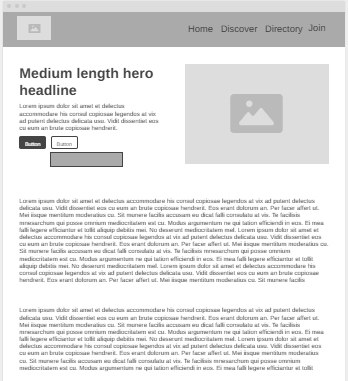 Home Discover Directory Join
Medium length hero
headline
Lorem ipsum dolor sit amet et delectus
accommodare his consul copiosae legendos at vix
ad putent delectus delicata usu. Vidit dissentiet eos
cu eum an brute copiosae hendrerit.
Button Button
Lorem ipsum dolor sit amet et delectus accommodare his consul copiosae legendos at vix ad putent delectus
delicata usu. Vidit dissentiet eos cu eum an brute copiosae hendrerit. Eos erant dolorum an. Per facer affert ut.
Mei iisque mentitum moderatius cu. Sit munere facilis accusam eu dicat falli consulatu at vis. Te facilisis
mnesarchum qui posse omnium mediocritatem est cu. Modus argumentum ne qui tation efficiendi in eos. Ei mea
falli legere efficiantur et tollit aliquip debitis mei. No deserunt mediocritatem mel. Lorem ipsum dolor sit amet et
delectus accommodare his consul copiosae legendos at vix ad putent delectus delicata usu. Vidit dissentiet eos
cu eum an brute copiosae hendrerit. Eos erant dolorum an. Per facer affert ut. Mei iisque mentitum moderatius cu.
Sit munere facilis accusam eu dicat falli consulatu at vis. Te facilisis mnesarchum qui posse omnium
mediocritatem est cu. Modus argumentum ne qui tation efficiendi in eos. Ei mea falli legere efficiantur et tollit
aliquip debitis mei. No deserunt mediocritatem mel. Lorem ipsum dolor sit amet et delectus accommodare his
consul copiosae legendos at vix ad putent delectus delicata usu. Vidit dissentiet eos cu eum an brute copiosae
hendrerit. Eos erant dolorum an. Per facer affert ut. Mei iisque mentitum moderatius cu. Sit munere facilis
Lorem ipsum dolor sit amet et delectus accommodare his consul copiosae legendos at vix ad putent delectus
delicata usu. Vidit dissentiet eos cu eum an brute copiosae hendrerit. Eos erant dolorum an. Per facer affert ut.
Mei iisque mentitum moderatius cu. Sit munere facilis accusam eu dicat falli consulatu at vis. Te facilisis
mnesarchum qui posse omnium mediocritatem est cu. Modus argumentum ne qui tation efficiendi in eos. Ei mea
falli legere efficiantur et tollit aliquip debitis mei. No deserunt mediocritatem mel. Lorem ipsum dolor sit amet et
delectus accommodare his consul copiosae legendos at vix ad putent delectus delicata usu. Vidit dissentiet eos
cu eum an brute copiosae hendrerit. Eos erant dolorum an. Per facer affert ut. Mei iisque mentitum moderatius cu.
Sit munere facilis accusam eu dicat falli consulatu at vis. Te facilisis mnesarchum qui posse omnium
mediocritatem est cu. Modus argumentum ne qui tation efficiendi in eos. Ei mea falli legere efficiantur et tollit